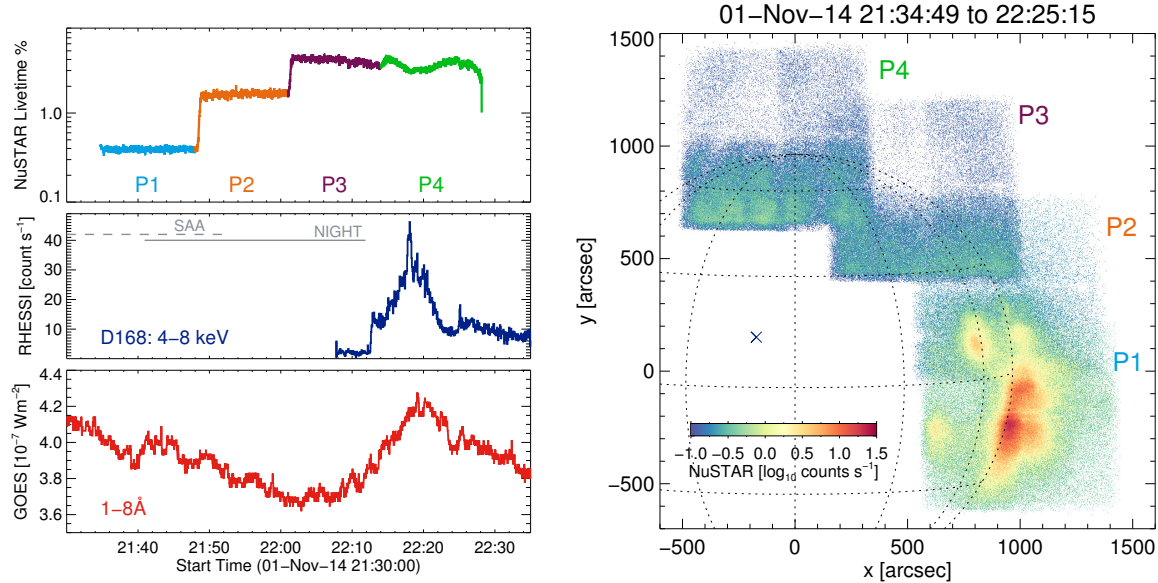 NuSTAR Livetime %
1.0
0.1
P1
P2
P3
P4
RHESSI [count s⁻¹]
40
30
20
10
SAA
NIGHT
D168: 4−8 keV
GOES [10⁻⁷ Wm⁻²]
4.4
4.2
4.0
3.8
3.6
1−8Å
21:40
21:50
22:00
22:10
22:20
22:30
Start Time (01−Nov−14 21:30:00)
01−Nov−14 21:34:49 to 22:25:15
y [arcsec]
1500
1000
500
0
−500
P4
P3
P2
P1
−1.0 −0.5 0.0 0.5 1.0 1.5
NuSTAR [log₁₀ counts s⁻¹]
−500
0
500
1000
1500
x [arcsec]